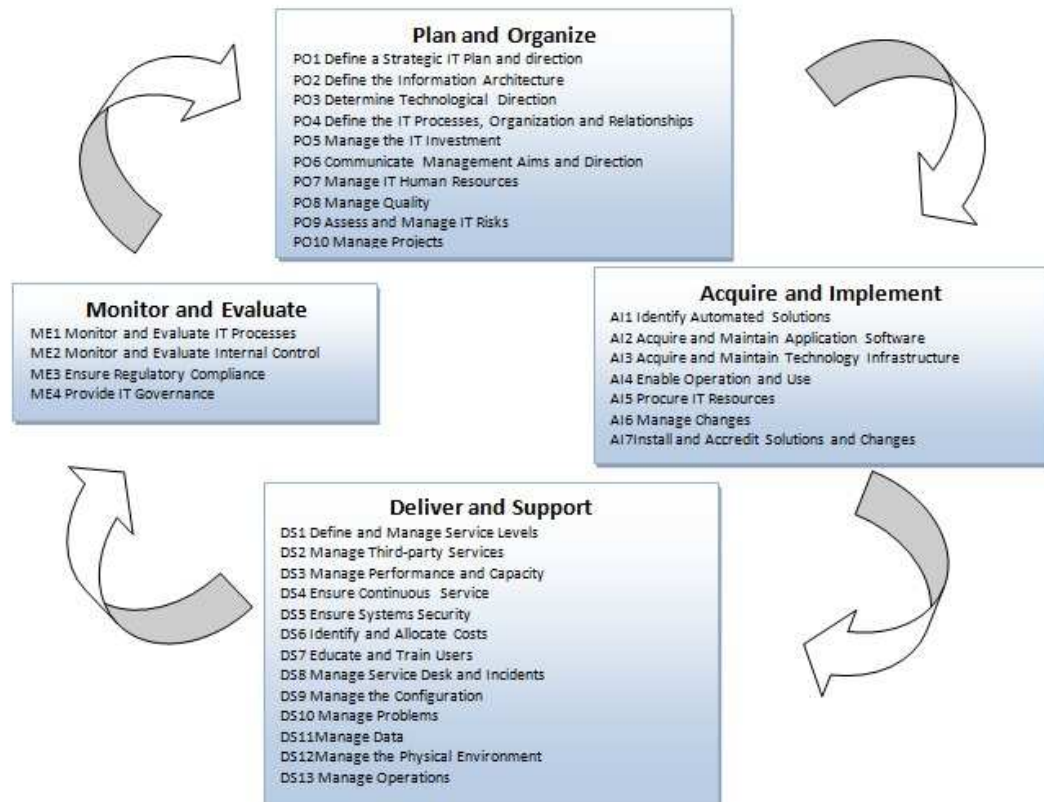 Plan and Organize
PO1 Define a Strategic IT Plan and direction
PO2 Define the Information Architecture
PO3 Determine Technological Direction
PO4 Define the IT Processes, Organization and Relationships
PO5 Manage the IT Investment
PO6 Communicate Management Aims and Direction
PO7 Manage IT Human Resources
PO8 Manage Quality
PO9 Assess and Manage IT Risks
PO10 Manage Projects
Monitor and Evaluate
ME1 Monitor and Evaluate IT Processes
ME2 Monitor and Evaluate Internal Control
ME3 Ensure Regulatory Compliance
ME4 Provide IT Governance
Acquire and Implement
AI1 Identify Automated Solutions
AI2 Acquire and Maintain Application Software
AI3 Acquire and Maintain Technology Infrastructure
AI4 Enable Operation and Use
AI5 Procure IT Resources
AI6 Manage Changes
AI7Install and Accredit Solutions and Changes
Deliver and Support
DS1 Define and Manage Service Levels
DS2 Manage Third-party Services
DS3 Manage Performance and Capacity
DS4 Ensure Continuous Service
DS5 Ensure Systems Security
DS6 Identify and Allocate Costs
DS7 Educate and Train Users
DS8 Manage Service Desk and Incidents
DS9 Manage the Configuration
DS10 Manage Problems
DS11Manage Data
DS12Manage the Physical Environment
DS13 Manage Operations